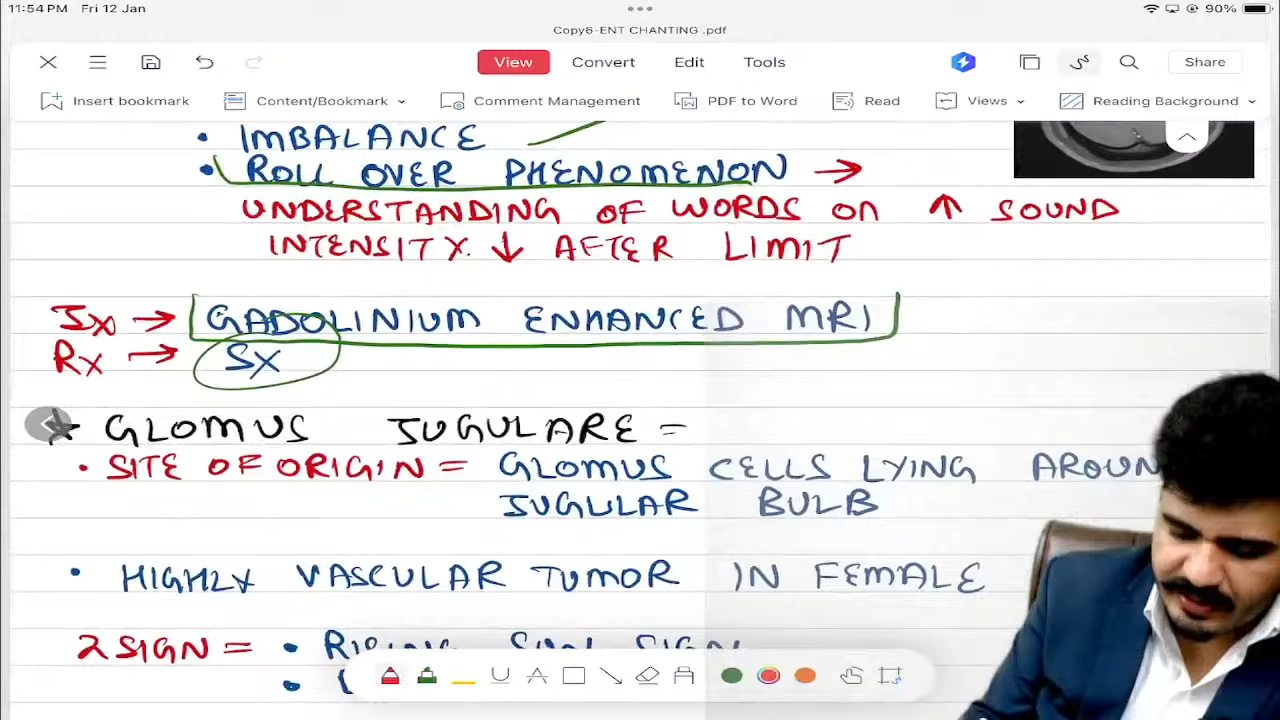 11:54 PM Fri 12 Jan
90%
Copy6-ENT CHANTING .pdf
View Convert Edit Tools
Share
Insert bookmark Content/Bookmark Comment Management PDF to Word Read Views Reading Background
• IMBALANCE
• ROLL OVER PHENOMENON →
UNDERSTANDING OF WORDS ON ↑ SOUND
INTENSITY ↓ AFTER LIMIT
Ix → GADOLINIUM ENHANCED MRI
Rx → Sx
★ GLOMUS JUGULARE =
• SITE OF ORIGIN = GLOMUS CELLS LYING
JUGULAR BULB
• HIGHLY VASCULAR TUMOR IN FEMALE
2 SIGN = • RISING SUN SIGN